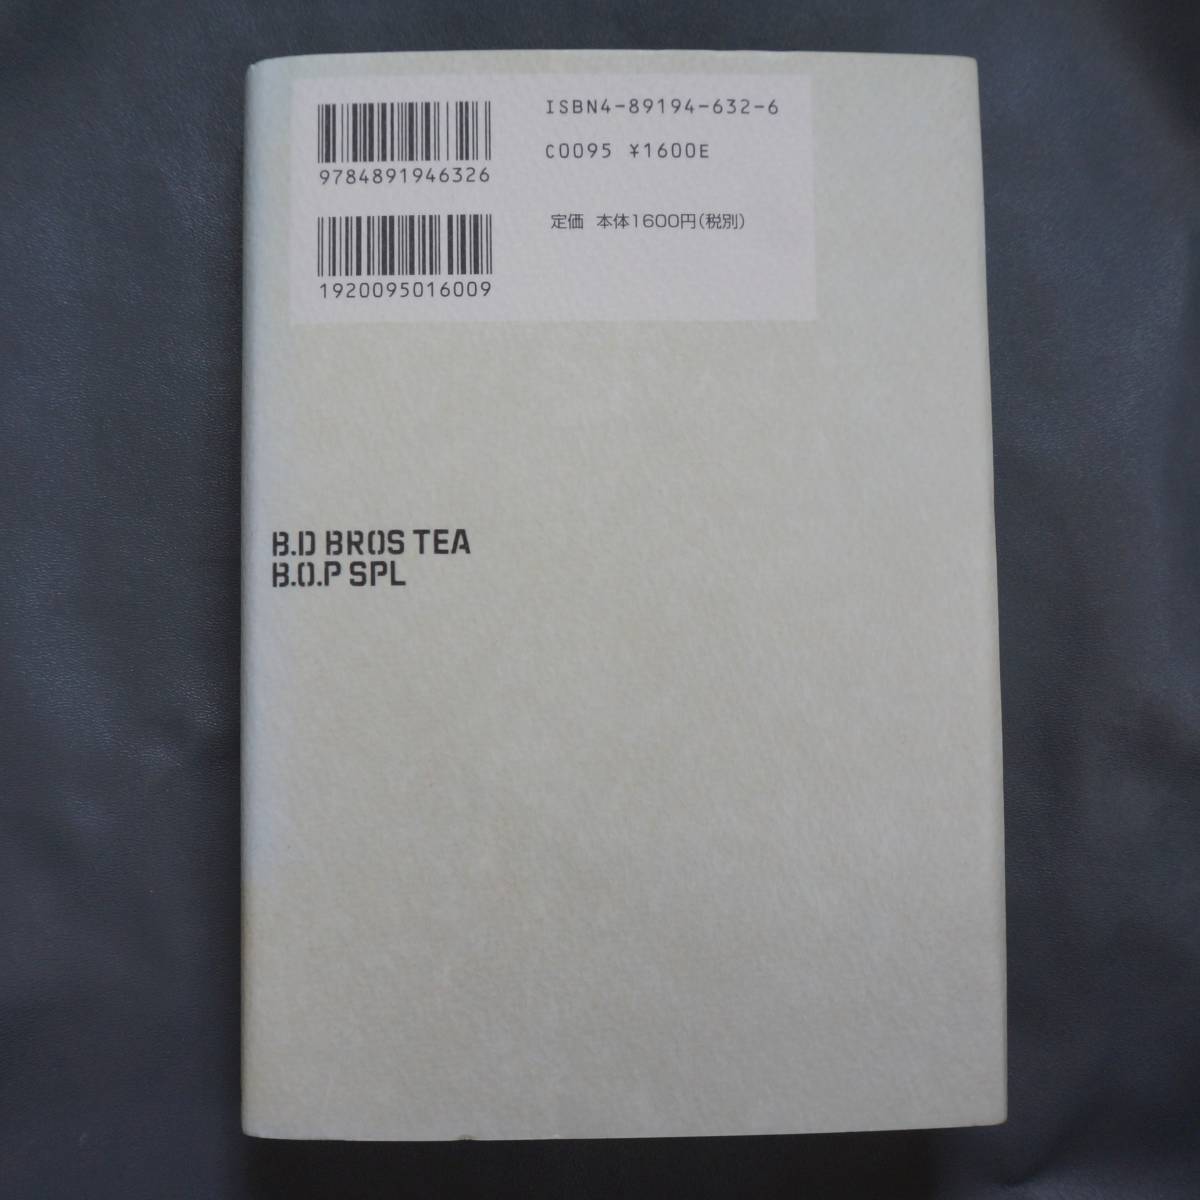 9784891946326
ISBN4-89194-632-6
C0095 ¥1600E
1920095016009
定価 本体1600円(税別)
B.D BROS TEA
B.O.P SPL